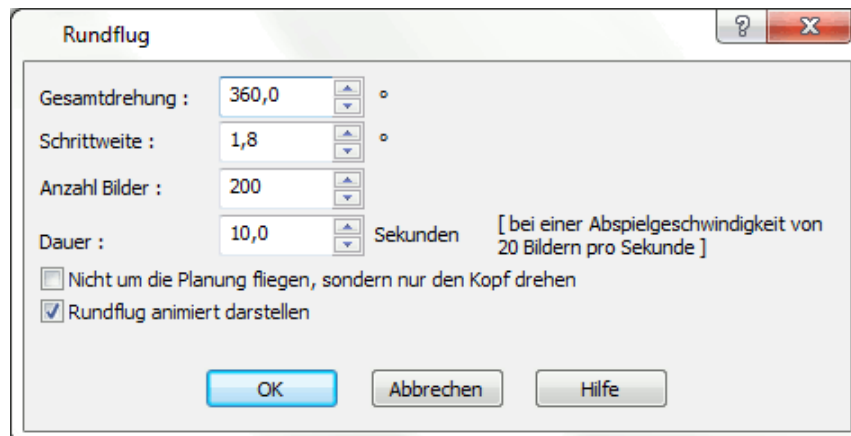 Rundflug
?
Gesamtdrehung : 360,0 °
Schrittweite : 1,8 °
Anzahl Bilder : 200
Dauer : 10,0 Sekunden [ bei einer Abspielgeschwindigkeit von
20 Bildern pro Sekunde ]
Nicht um die Planung fliegen, sondern nur den Kopf drehen
Rundflug animiert darstellen
OK Abbrechen Hilfe